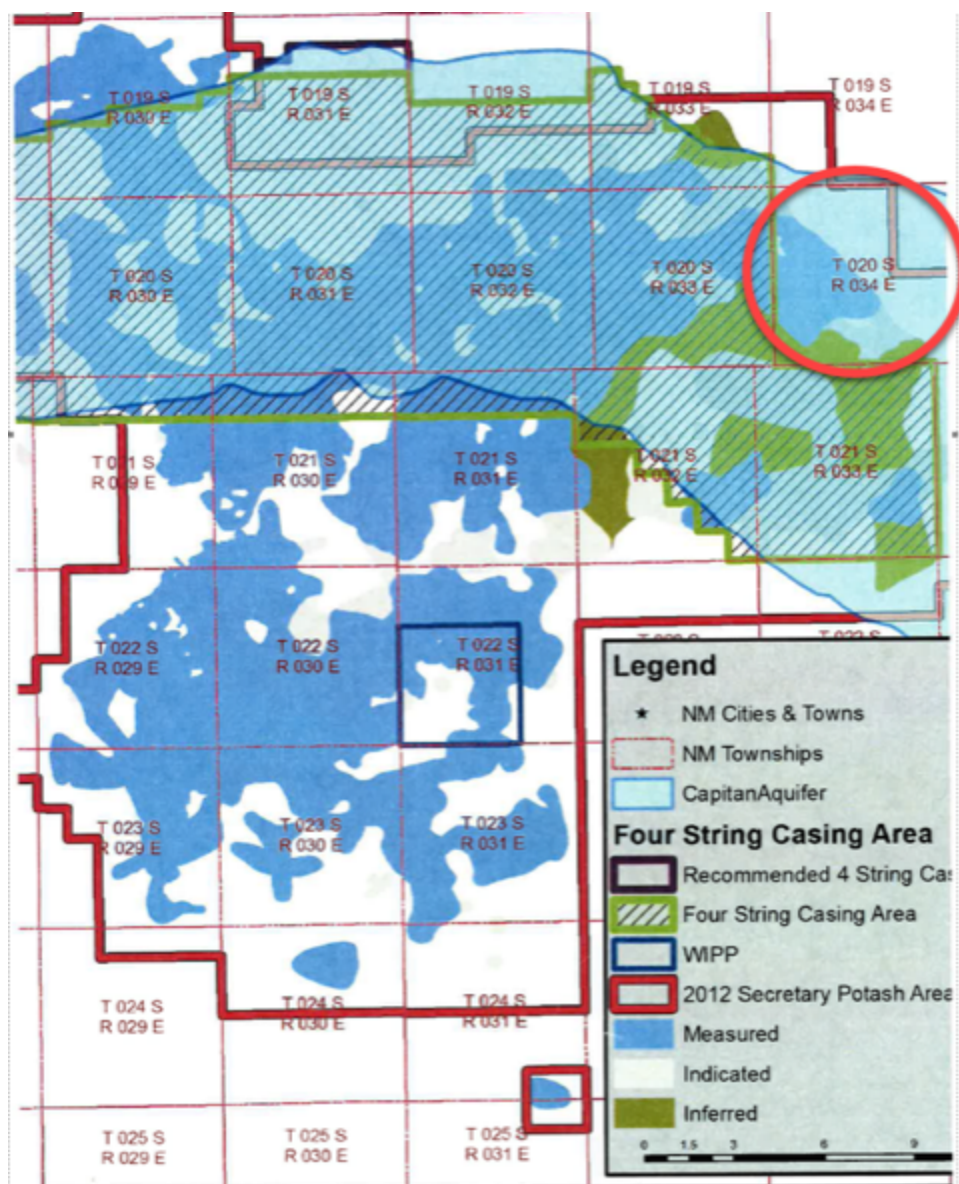 T 019 S
R 030 E
T 019 S
R 031 E
T 019 S
R 032 E
T 019 S
R 033 E
T 019 S
R 034 E
T 020 S
R 030 E
T 020 S
R 031 E
T 020 S
R 032 E
T 020 S
R 033 E
T 020 S
R 034 E
T 021 S
R 029 E
T 021 S
R 030 E
T 021 S
R 031 E
T 021 S
R 032 E
T 021 S
R 033 E
T 022 S
R 029 E
T 022 S
R 030 E
T 022 S
R 031 E
T 023 S
R 029 E
T 023 S
R 030 E
T 023 S
R 031 E
T 024 S
R 029 E
T 024 S
R 030 E
T 024 S
R 031 E
T 025 S
R 029 E
T 025 S
R 030 E
T 025 S
R 031 E
Legend
NM Cities & Towns
NM Townships
CapitanAquifer
Four String Casing Area
Recommended 4 String Cas
Four String Casing Area
WIPP
2012 Secretary Potash Area
Measured
Indicated
Inferred
0 1.5 3 6 9